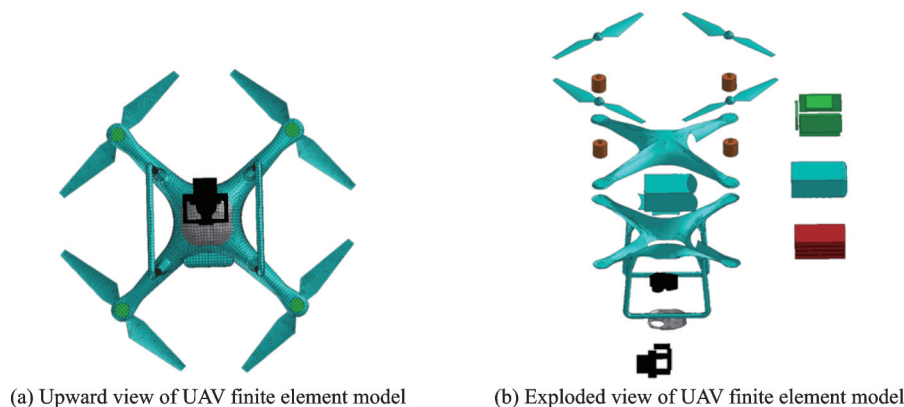 (a) Upward view of UAV finite element model
(b) Exploded view of UAV finite element model